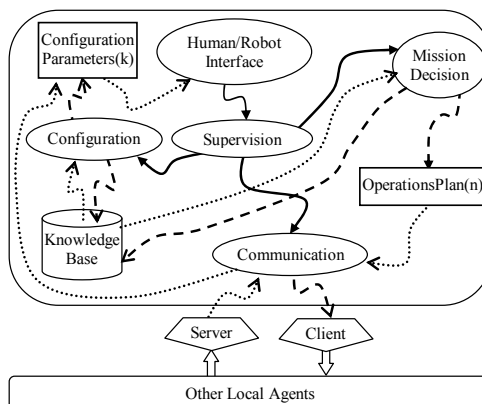 Configuration
Parameters(k)
Human/Robot
Interface
Mission
Decision
Configuration
Supervision
OperationsPlan(n)
Knowledge
Base
Communication
Server
Client
Other Local Agents